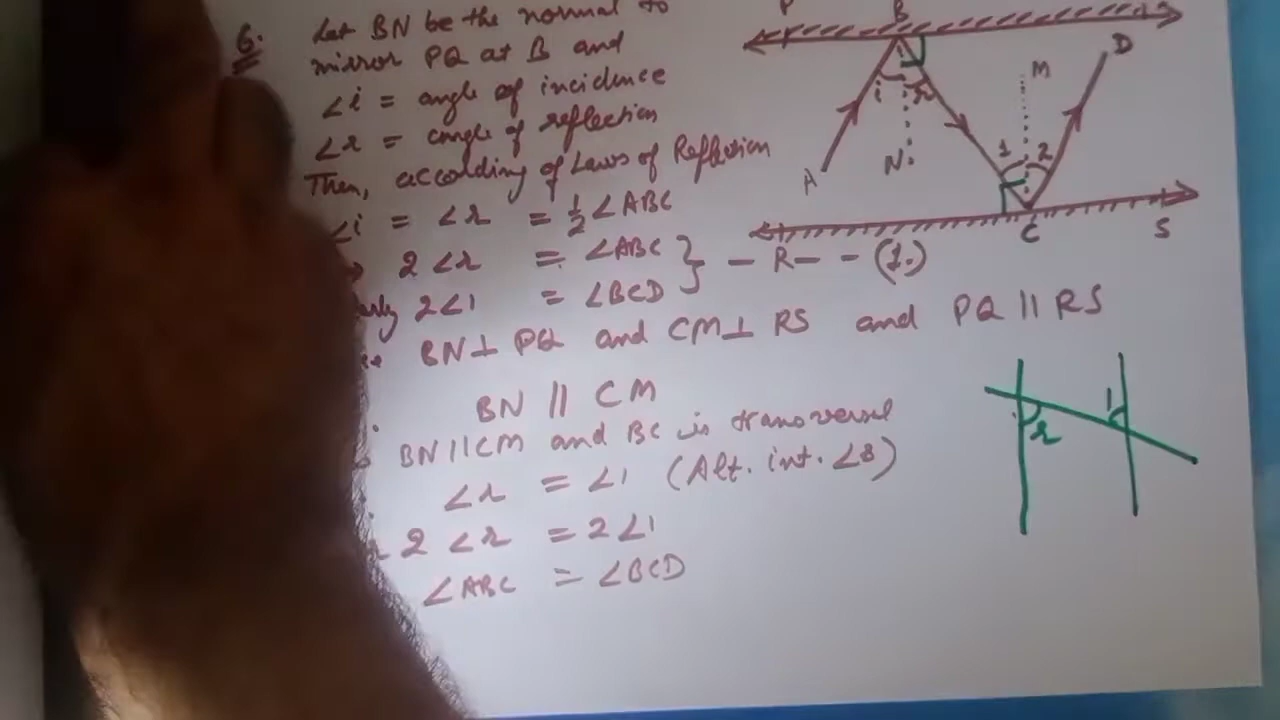 6. Let BN be the normal to
mirror PQ at B and
∠i = angle of incidence
∠r = angle of reflection
Then, according of Laws of Reflection
∠i = ∠r = 1/2 ∠ABC
2∠r = ∠ABC
2∠1 = ∠BCD } — R — - (1.)
BN ⊥ PQ and CM ⊥ RS and PQ || RS
BN || CM
BN || CM and BC is transversel
∠r = ∠1 (Alt. int. ∠s)
2∠r = 2∠1
∠ABC = ∠BCD
P B
D
M
i r
1 2
N
A
C S
r 1